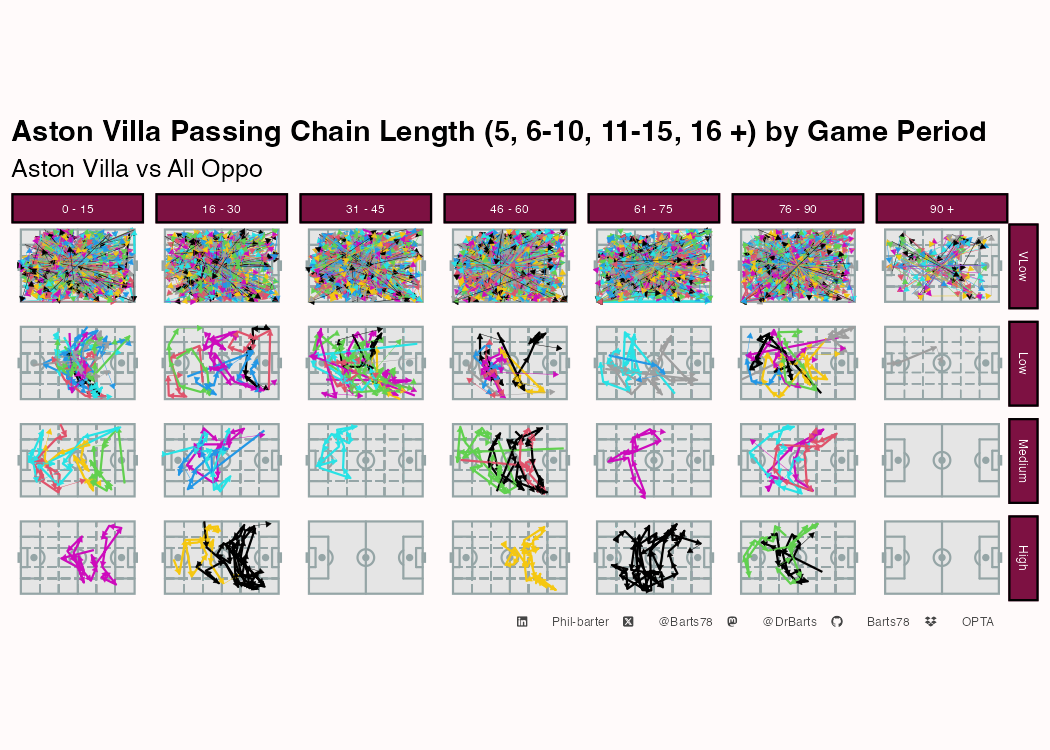 Aston Villa Passing Chain Length (5, 6-10, 11-15, 16 +) by Game Period
Aston Villa vs All Oppo
0 - 15
16 - 30
31 - 45
46 - 60
61 - 75
76 - 90
90 +
VLow
Low
Medium
High
Phil-barter @Barts78 @DrBarts Barts78 OPTA